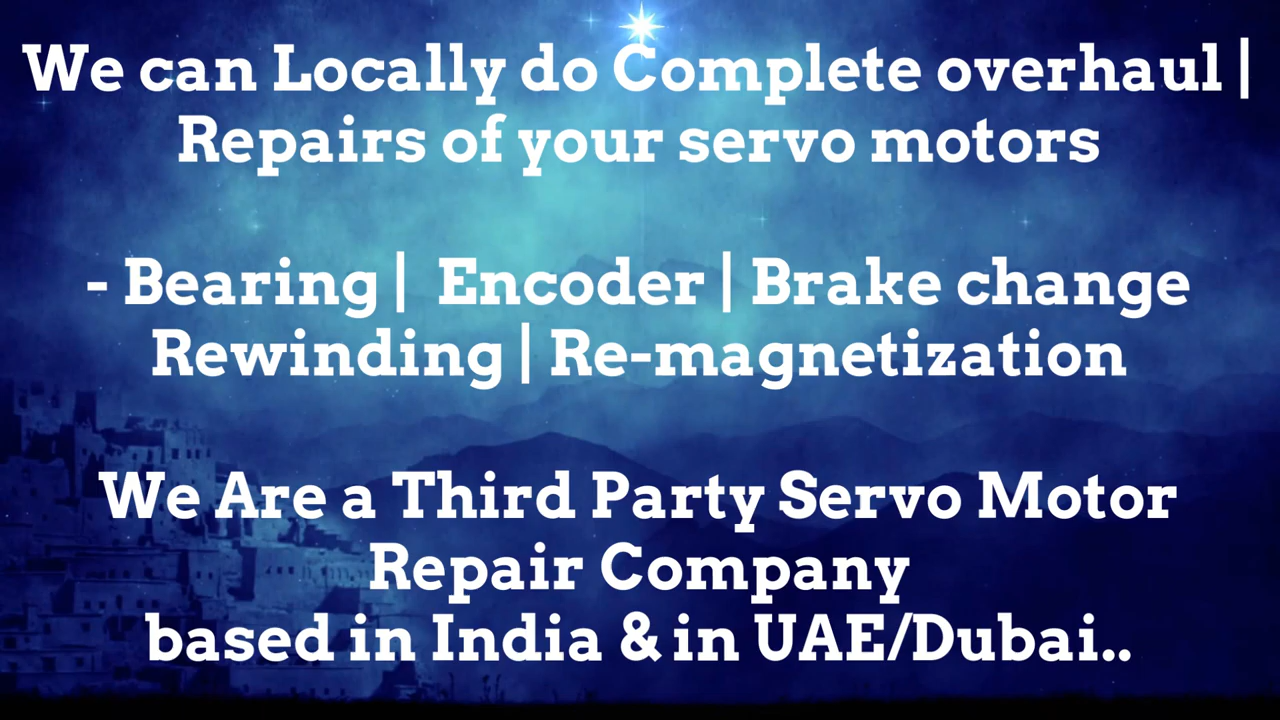 We can Locally do Complete overhaul |
Repairs of your servo motors
- Bearing | Encoder | Brake change
Rewinding | Re-magnetization
We Are a Third Party Servo Motor
Repair Company
based in India & in UAE/Dubai..